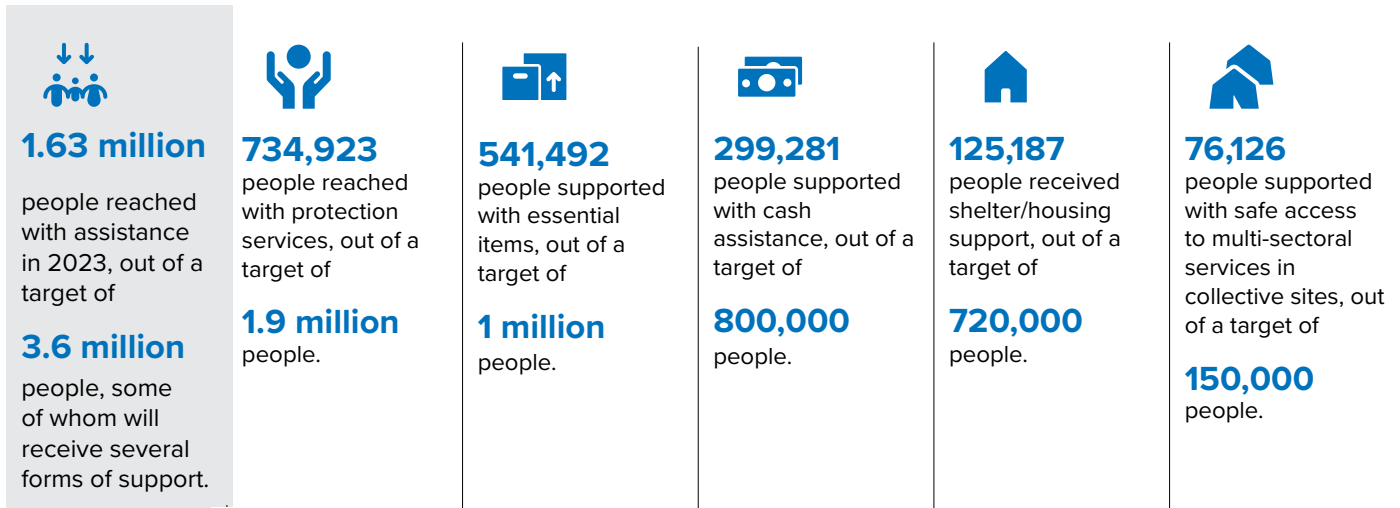 1.63 million
people reached
with assistance
in 2023, out of a
target of
3.6 million
people, some
of whom will
receive several
forms of support.
734,923
people reached
with protection
services, out of a
target of
1.9 million
people.
541,492
people supported
with essential
items, out of a
target of
1 million
people.
299,281
people supported
with cash
assistance, out of a
target of
800,000
people.
125,187
people received
shelter/housing
support, out of a
target of
720,000
people.
76,126
people supported
with safe access
to multi-sectoral
services in
collective sites, out
of a target of
150,000
people.